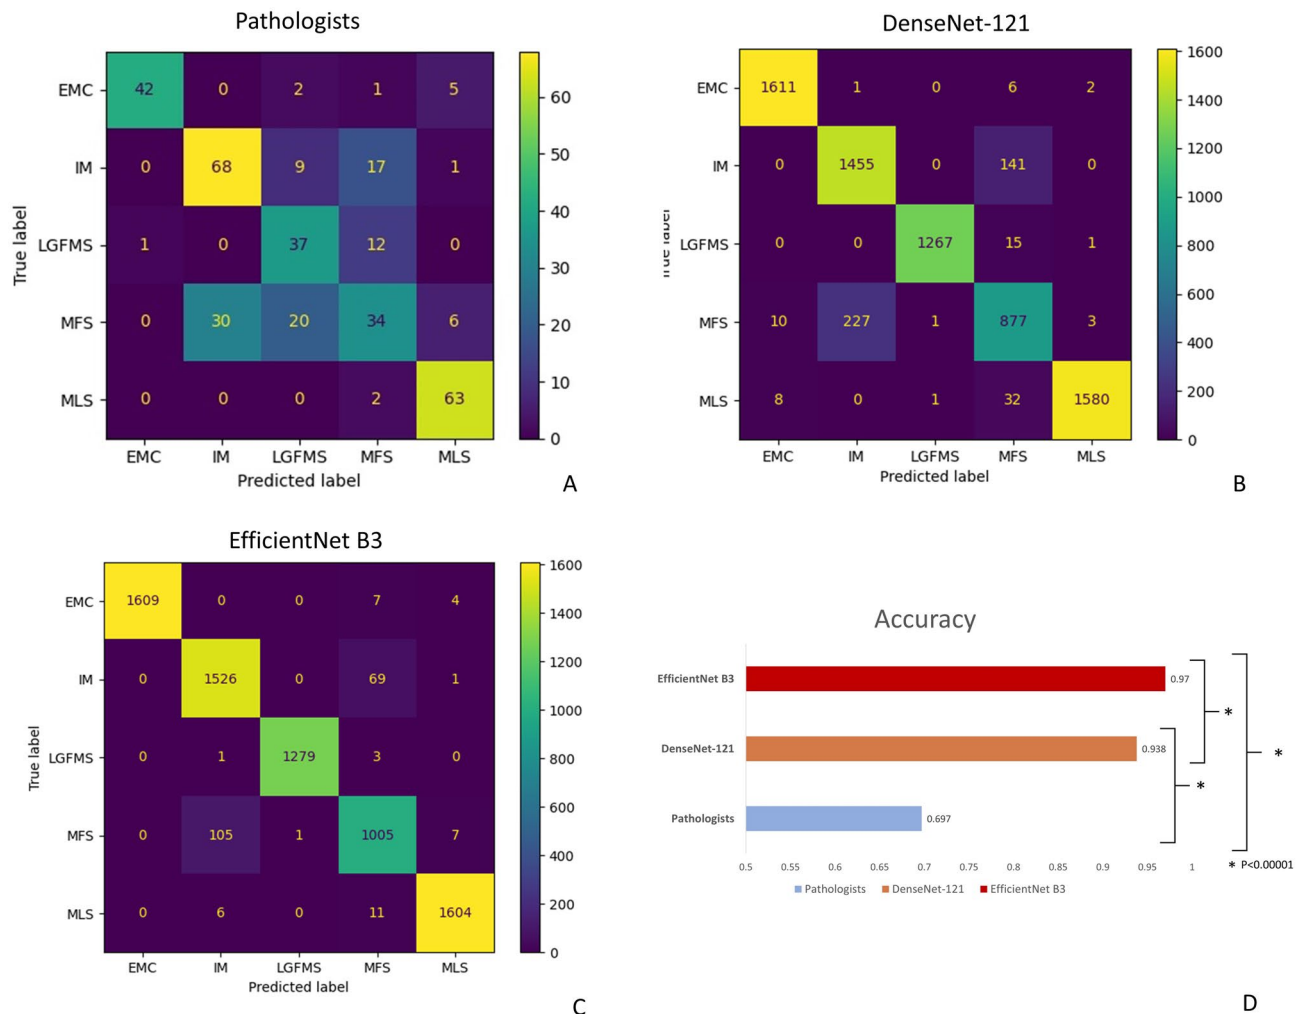 Pathologists
EMC 42 0 2 1 5
IM 0 68 9 17 1
LGFMS 1 0 37 12 0
MFS 0 30 20 34 6
MLS 0 0 0 2 63
EMC IM LGFMS MFS MLS
Predicted label
True label
60
50
40
30
20
10
0
A
DenseNet-121
EMC 1611 1 0 6 2
IM 0 1455 0 141 0
LGFMS 0 0 1267 15 1
MFS 10 227 1 877 3
MLS 8 0 1 32 1580
EMC IM LGFMS MFS MLS
Predicted label
True label
1600
1400
1200
1000
800
600
400
200
0
B
EfficientNet B3
EMC 1609 0 0 7 4
IM 0 1526 0 69 1
LGFMS 0 1 1279 3 0
MFS 0 105 1 1005 7
MLS 0 6 0 11 1604
EMC IM LGFMS MFS MLS
Predicted label
True label
1600
1400
1200
1000
800
600
400
200
0
C
Accuracy
EfficientNet B3 0.97
*
DenseNet-121 0.938
*
*
Pathologists 0.697
0.5 0.55 0.6 0.65 0.7 0.75 0.8 0.85 0.9 0.95 1
* P<0.00001
Pathologists DenseNet-121 EfficientNet B3
D